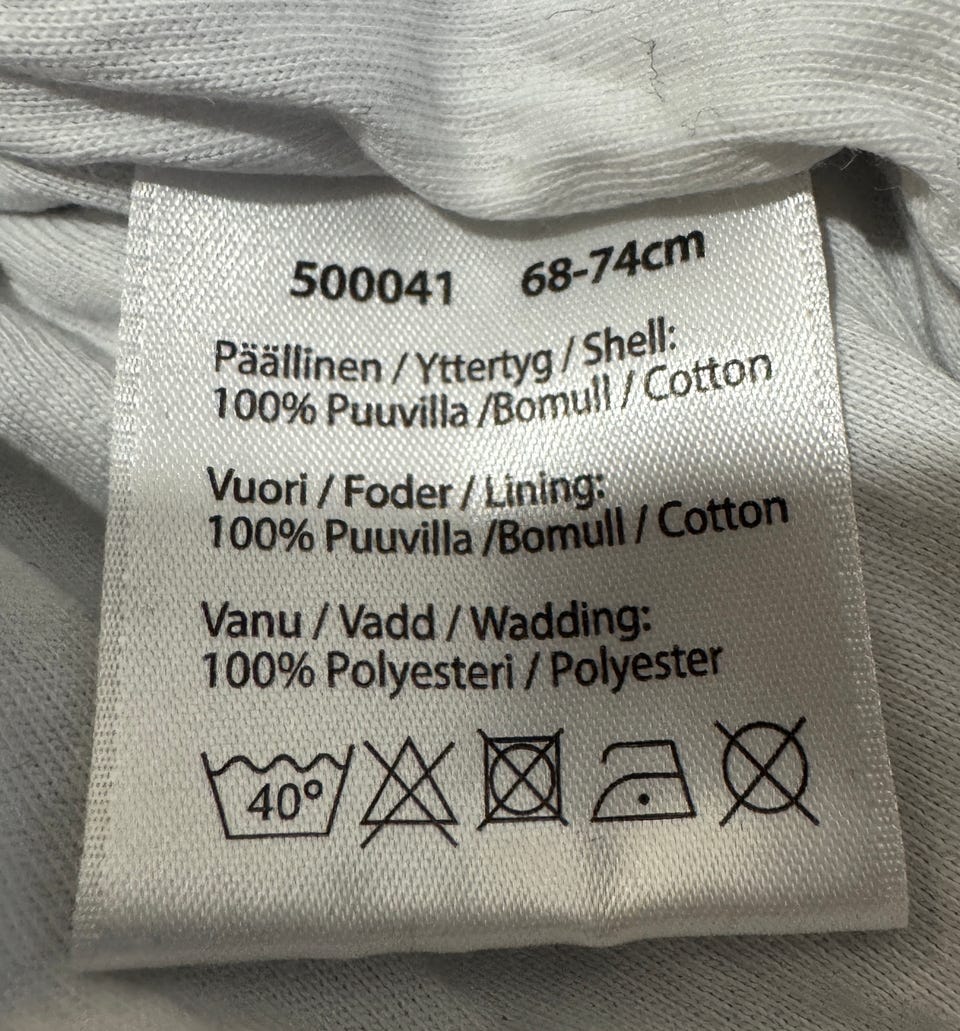 500041 68-74cm
Päällinen / Yttertyg / Shell:
100% Puuvilla /Bomull / Cotton
Vuori / Foder / Lining:
100% Puuvilla /Bomull / Cotton
Vanu / Vadd / Wadding:
100% Polyesteri / Polyester
40°